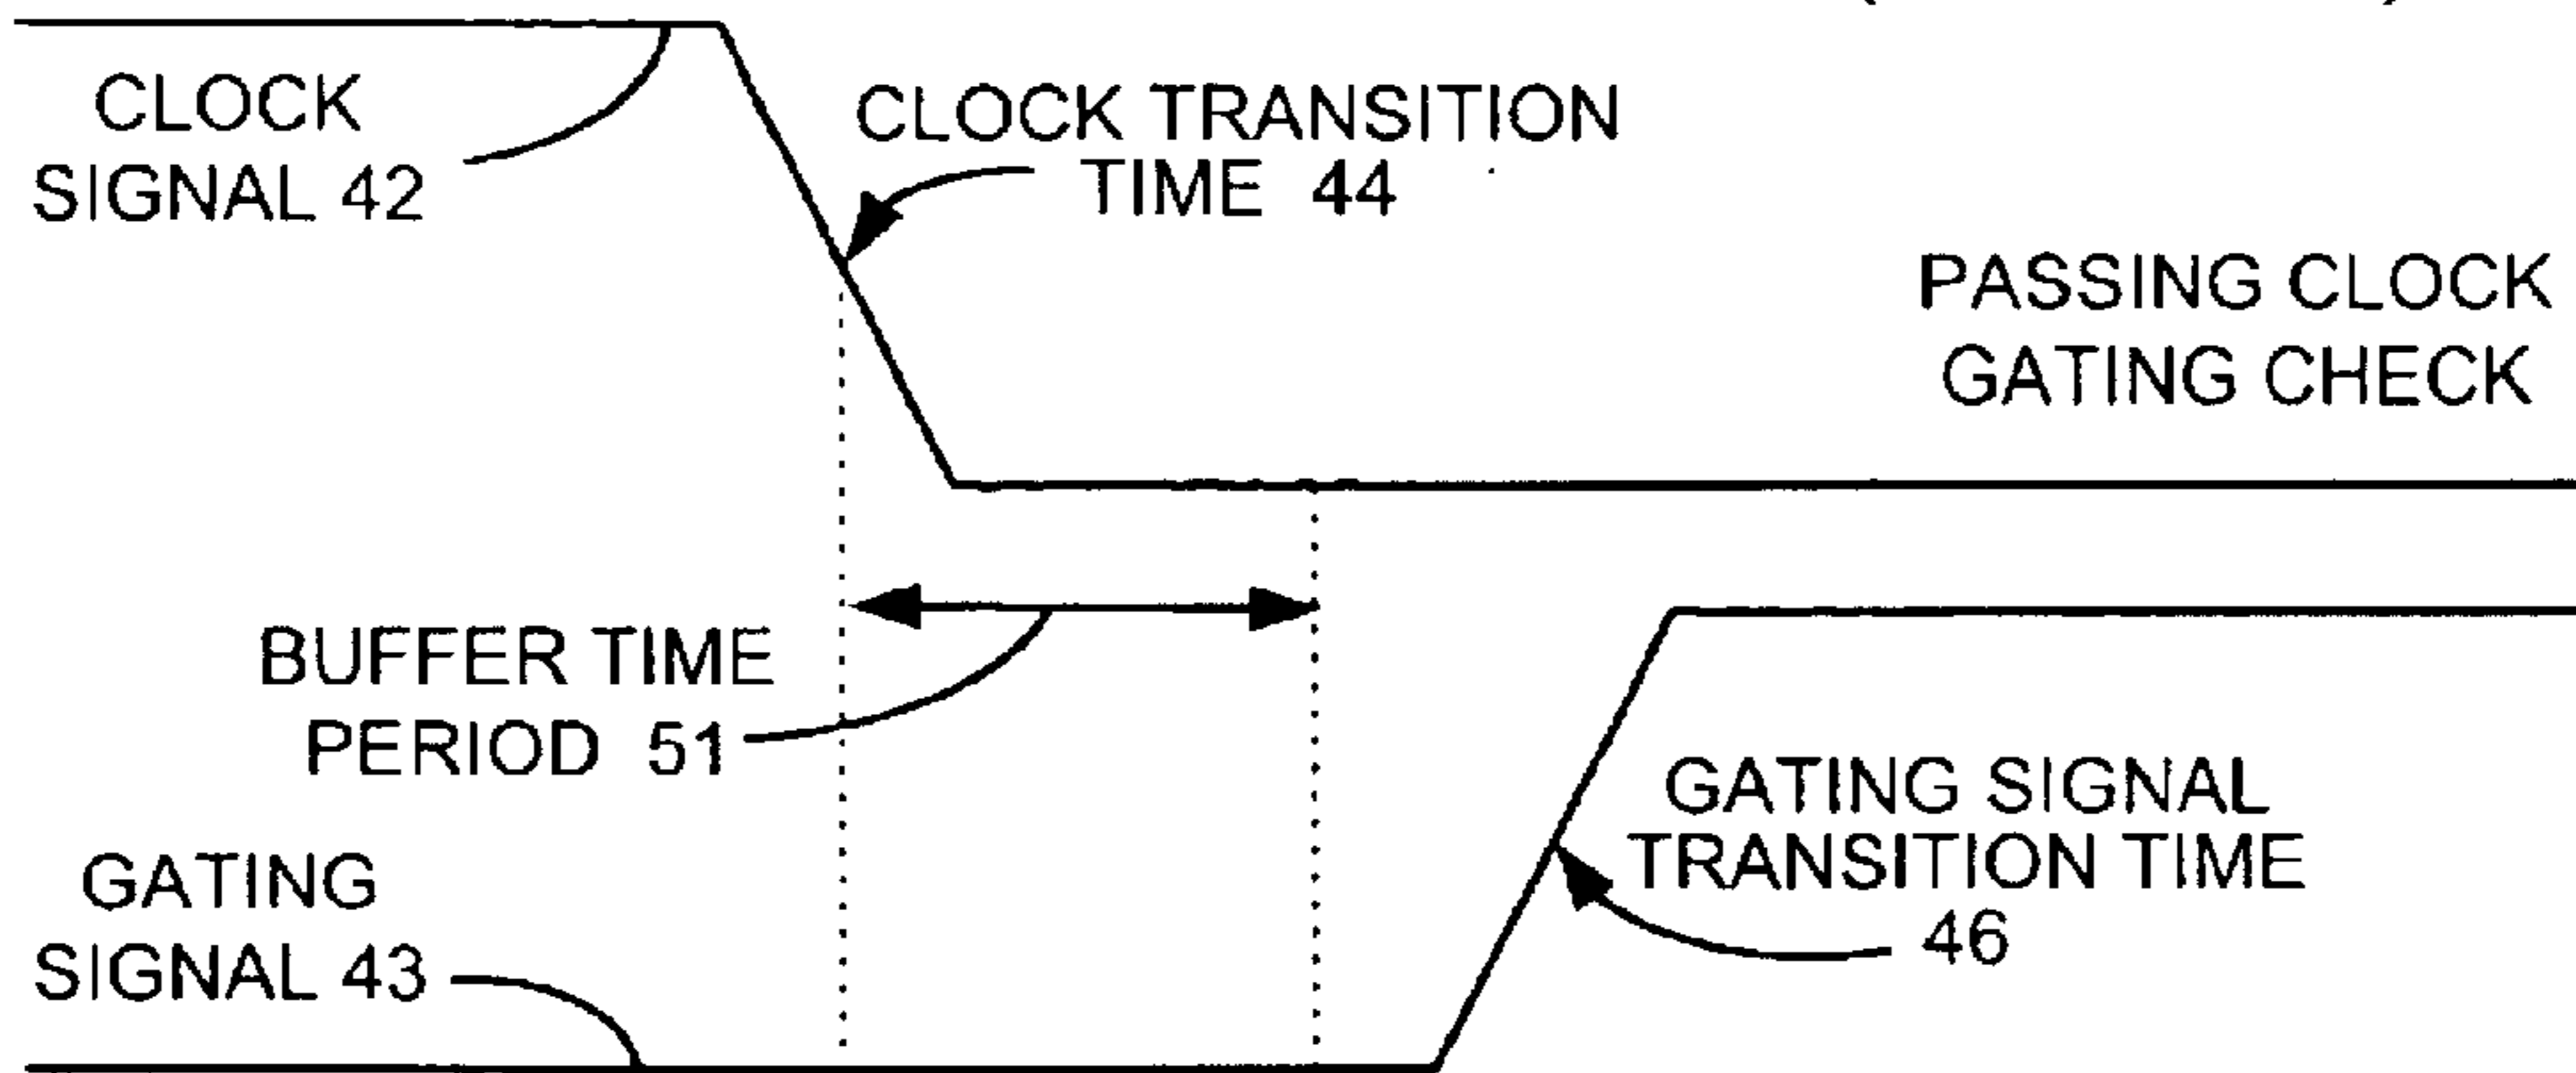 CLOCK
SIGNAL 42
CLOCK TRANSITION
TIME 44
PASSING CLOCK
GATING CHECK
BUFFER TIME
PERIOD 51
GATING SIGNAL
TRANSITION TIME
46
GATING
SIGNAL 43